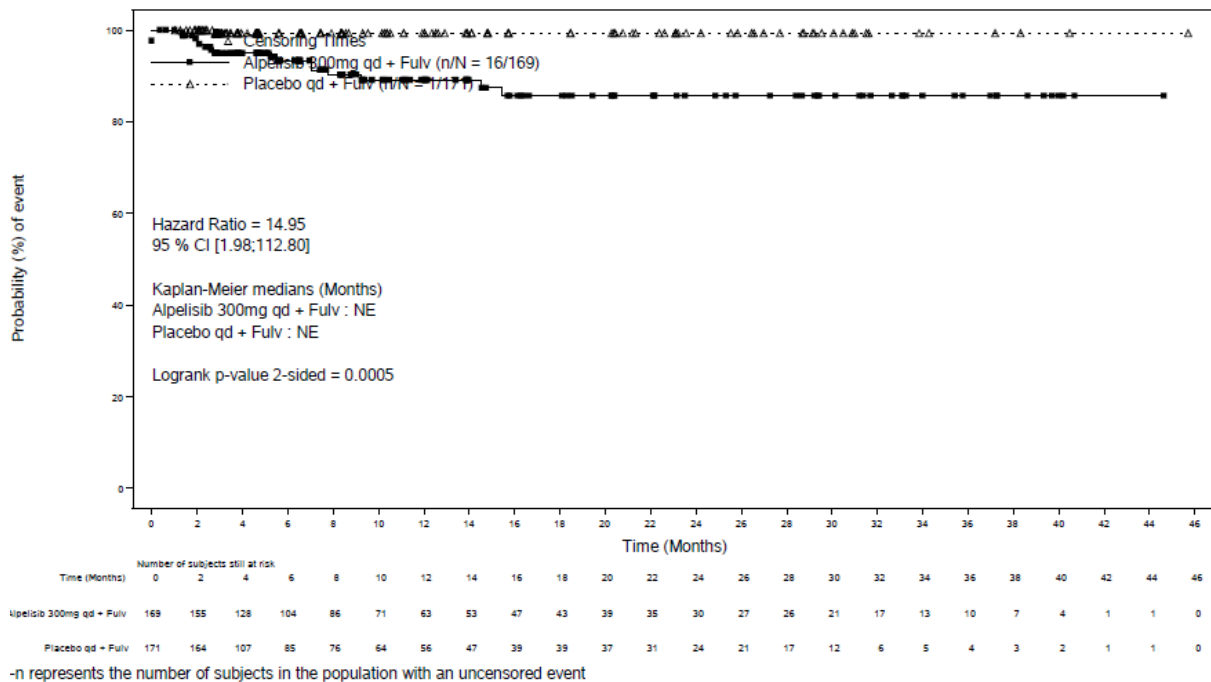 100
80
60
40
20
0
Probability (%) of event
Censoring Times
Alpelisib 300mg qd + Fulv (n/N = 16/169)
Placebo qd + Fulv (n/N = 1/171)
Hazard Ratio = 14.95
95 % CI [1.98;112.80]
Kaplan-Meier medians (Months)
Alpelisib 300mg qd + Fulv : NE
Placebo qd + Fulv : NE
Logrank p-value 2-sided = 0.0005
0 2 4 6 8 10 12 14 16 18 20 22 24 26 28 30 32 34 36 38 40 42 44 46
Time (Months)
Number of subjects still at risk
Time (Months) 0 2 4 6 8 10 12 14 16 18 20 22 24 26 28 30 32 34 36 38 40 42 44 46
Alpelisib 300mg qd + Fulv 169 155 128 104 86 71 63 53 47 43 39 35 30 27 26 21 17 13 10 7 4 1 1 0
Placebo qd + Fulv 171 164 107 85 76 64 56 47 39 39 37 31 24 21 17 12 6 5 4 3 2 1 1 0
-n represents the number of subjects in the population with an uncensored event